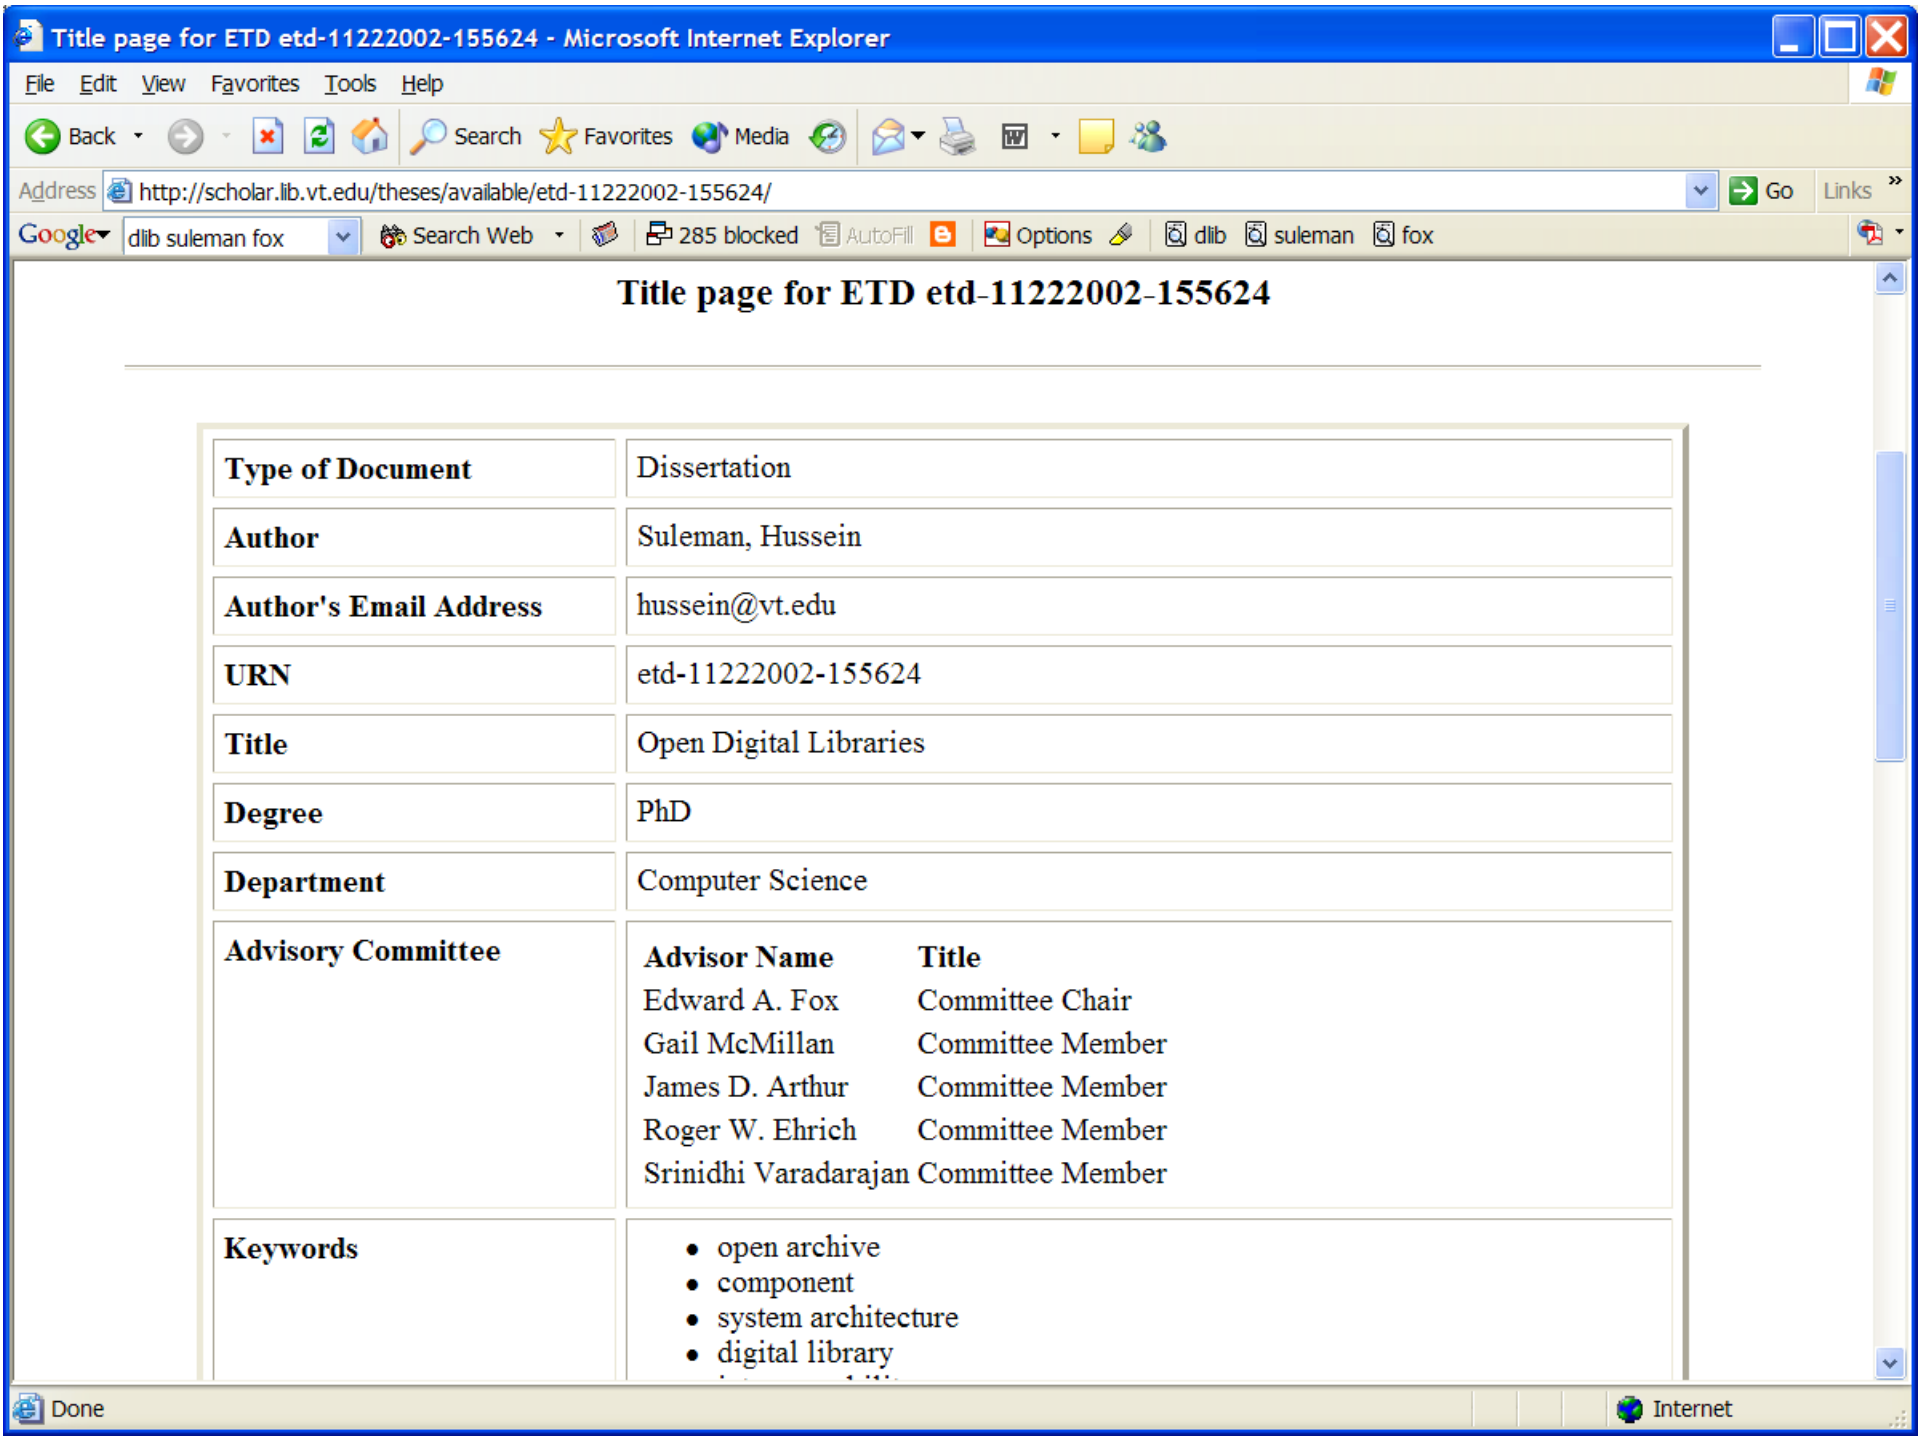 Title page for ETD etd-11222002-155624 - Microsoft Internet Explorer
File Edit View Favorites Tools Help
Back Search Favorites Media
Address http://scholar.lib.vt.edu/theses/available/etd-11222002-155624/ Go Links »
Google dlib suleman fox Search Web 285 blocked AutoFill Options dlib suleman fox
Title page for ETD etd-11222002-155624
Type of Document Dissertation
Author Suleman, Hussein
Author's Email Address hussein@vt.edu
URN etd-11222002-155624
Title Open Digital Libraries
Degree PhD
Department Computer Science
Advisory Committee Advisor Name Title
Edward A. Fox Committee Chair
Gail McMillan Committee Member
James D. Arthur Committee Member
Roger W. Ehrich Committee Member
Srinidhi Varadarajan Committee Member
Keywords • open archive
• component
• system architecture
• digital library
Done Internet